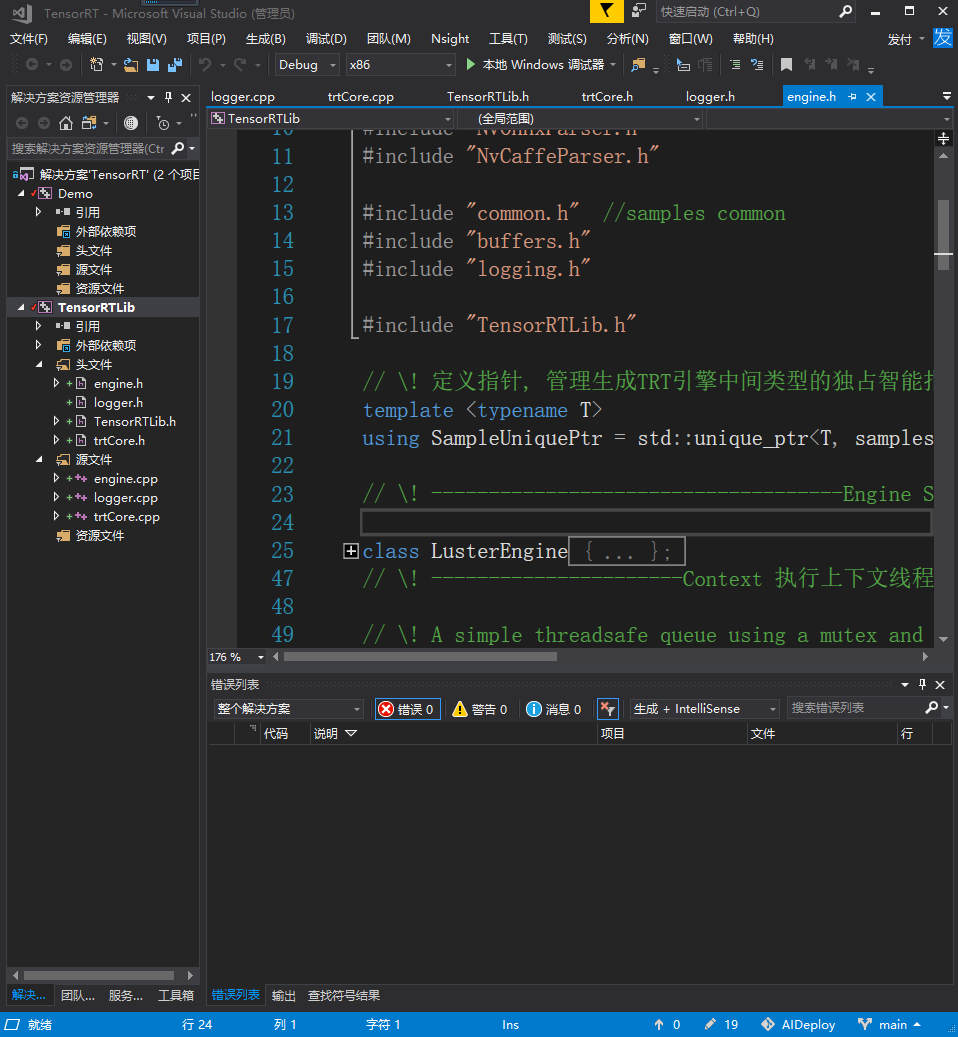 TensorRT - Microsoft Visual Studio (管理员)
快速启动 (Ctrl+Q)
文件(F) 编辑(E) 视图(V) 项目(P) 生成(B) 调试(D) 团队(M) Nsight 工具(T) 测试(S) 分析(N) 窗口(W) 帮助(H) 发付 发
Debug x86 本地 Windows 调试器
解决方案资源管理器
搜索解决方案资源管理器(Ctr
解决方案'TensorRT' (2 个项目
Demo
引用
外部依赖项
头文件
源文件
资源文件
TensorRTLib
引用
外部依赖项
头文件
engine.h
logger.h
TensorRTLib.h
trtCore.h
源文件
engine.cpp
logger.cpp
trtCore.cpp
资源文件
解决... 团队... 服务... 工具箱
logger.cpp trtCore.cpp TensorRTLib.h trtCore.h logger.h engine.h
TensorRTLib (全局范围)
10 #include "NvOnnxParser.h"
11 #include "NvCaffeParser.h"
12
13 #include "common.h" //samples common
14 #include "buffers.h"
15 #include "logging.h"
16
17 #include "TensorRTLib.h"
18
19 // \! 定义指针, 管理生成TRT引擎中间类型的独占智能
20 template <typename T>
21 using SampleUniquePtr = std::unique_ptr<T, samples
22
23 // \! ------------------------------------Engine S
24
25 class LusterEngine { ... };
47 // \! ----------------------Context 执行上下文线程
48
49 // \! A simple threadsafe queue using a mutex and
176 %
错误列表
整个解决方案 错误 0 警告 0 消息 0 生成 + IntelliSense 搜索错误列表
代码 说明 项目 文件 行
错误列表 输出 查找符号结果
就绪 行 24 列 1 字符 1 Ins 0 19 AIDeploy main